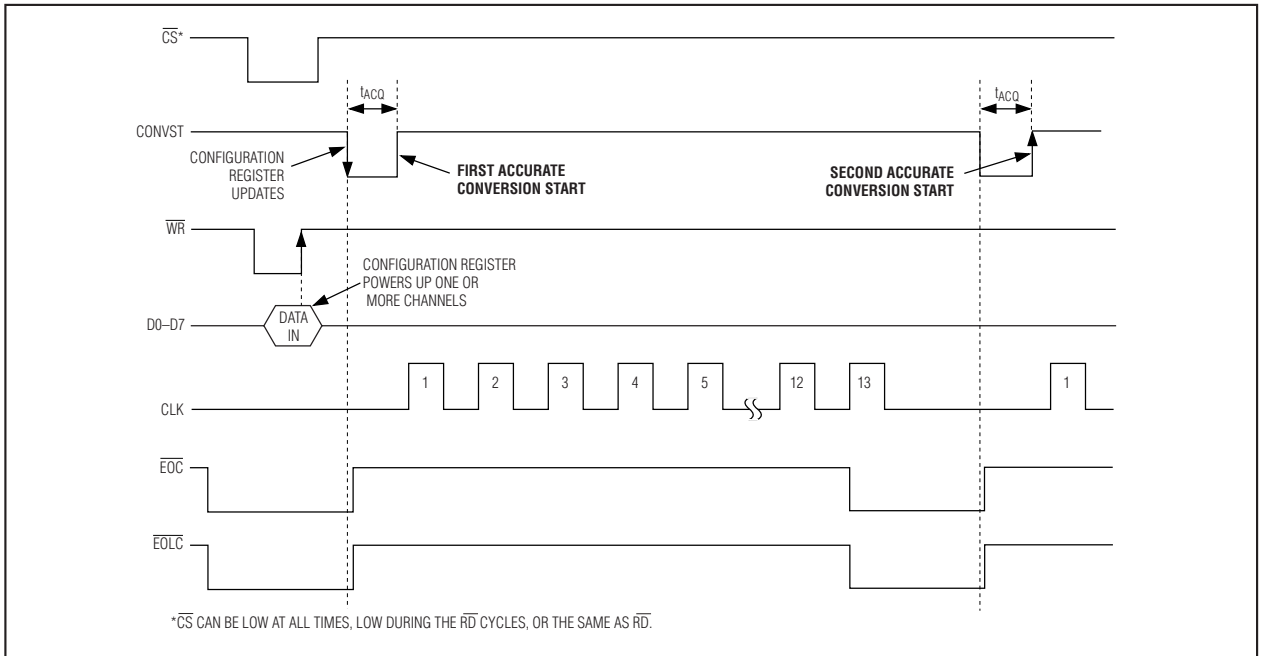 CS*
tACQ
tACQ
CONVST
CONFIGURATION
REGISTER
UPDATES
FIRST ACCURATE
CONVERSION START
SECOND ACCURATE
CONVERSION START
WR
CONFIGURATION REGISTER
POWERS UP ONE OR
MORE CHANNELS
D0–D7
DATA
IN
1 2 3 4 5 12 13 1
CLK
EOC
EOLC
*CS CAN BE LOW AT ALL TIMES, LOW DURING THE RD CYCLES, OR THE SAME AS RD.